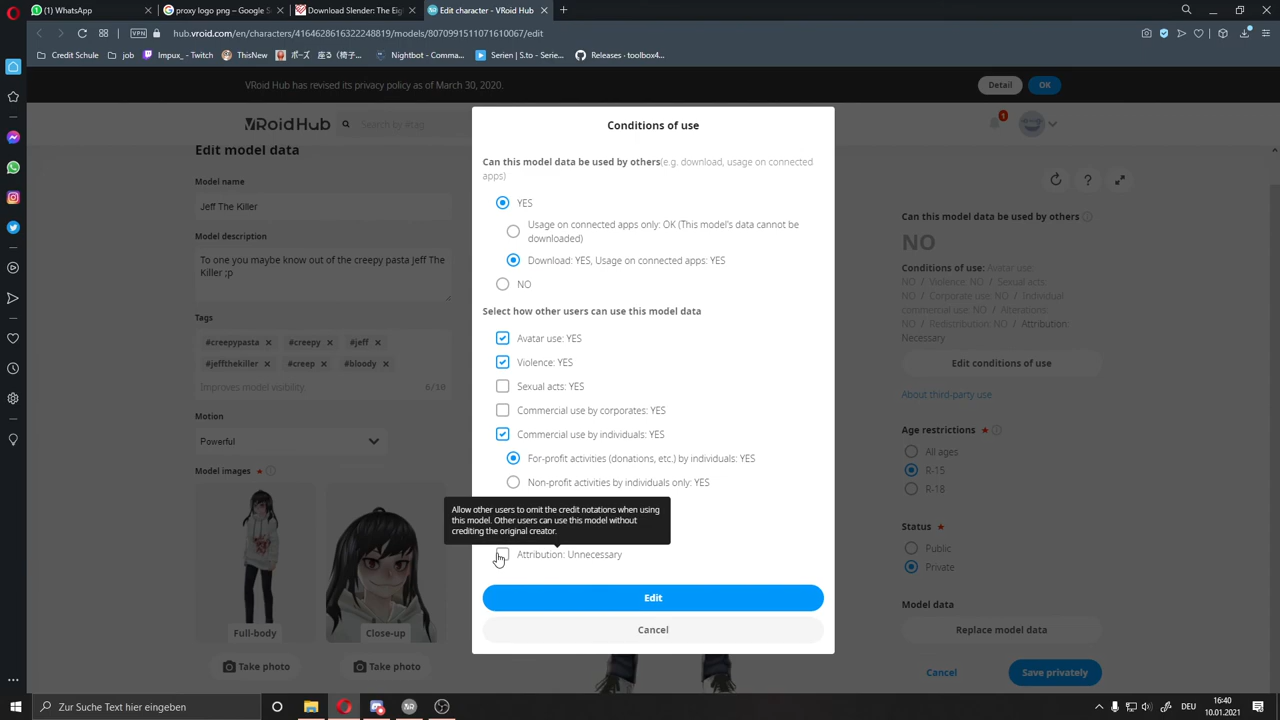 (1) WhatsApp
proxy logo png – Google S
Download Slender: The Eig
Edit character - VRoid Hub
VPN
hub.vroid.com/en/characters/4164628616322248819/models/8070991511071610067/edit
Credit Schufa
job
Impux_ - Twitch
ThisNew
Nightbot - Comma...
Serien | S.to - Serie...
Releases · toolbox4...
VRoid Hub has revised its privacy policy as of March 30, 2020.
Detail
OK
VRoidHub
Search by #tag
1
Edit model data
Model name
Jeff The Killer
Model description
To one you maybe know out of the creepy pasta Jeff The
Killer ;p
Tags
#creepypasta
#creepy
#jeff
#jeffthekiller
#creep
#bloody
Improves model visibility.
6/10
Motion
Powerful
Model images ★
Full-body
Close-up
Take photo
Take photo
Conditions of use
Can this model data be used by others(e.g. download, usage on connected
apps)
YES
Usage on connected apps only: OK (This model's data cannot be
downloaded)
Download: YES, Usage on connected apps: YES
NO
Select how other users can use this model data
Avatar use: YES
Violence: YES
Sexual acts: YES
Commercial use by corporates: YES
Commercial use by individuals: YES
For-profit activities (donations, etc.) by individuals: YES
Non-profit activities by individuals only: YES
Allow other users to omit the credit notations when using
this model. Other users can use this model without
crediting the original creator.
Attribution: Unnecessary
Edit
Cancel
Can this model data be used by others
NO
Conditions of use: Avatar use:
NO / Violence: NO / Sexual acts:
NO / Corporate use: NO / Individual
commercial use: NO / Alterations:
NO / Redistribution: NO / Attribution:
Necessary
Edit conditions of use
About third-party use
Age restrictions ★
All ages
R-15
R-18
Status ★
Public
Private
Model data
Replace model data
Cancel
Save privately
Zur Suche Text hier eingeben
DEU
16:40
10.01.2021